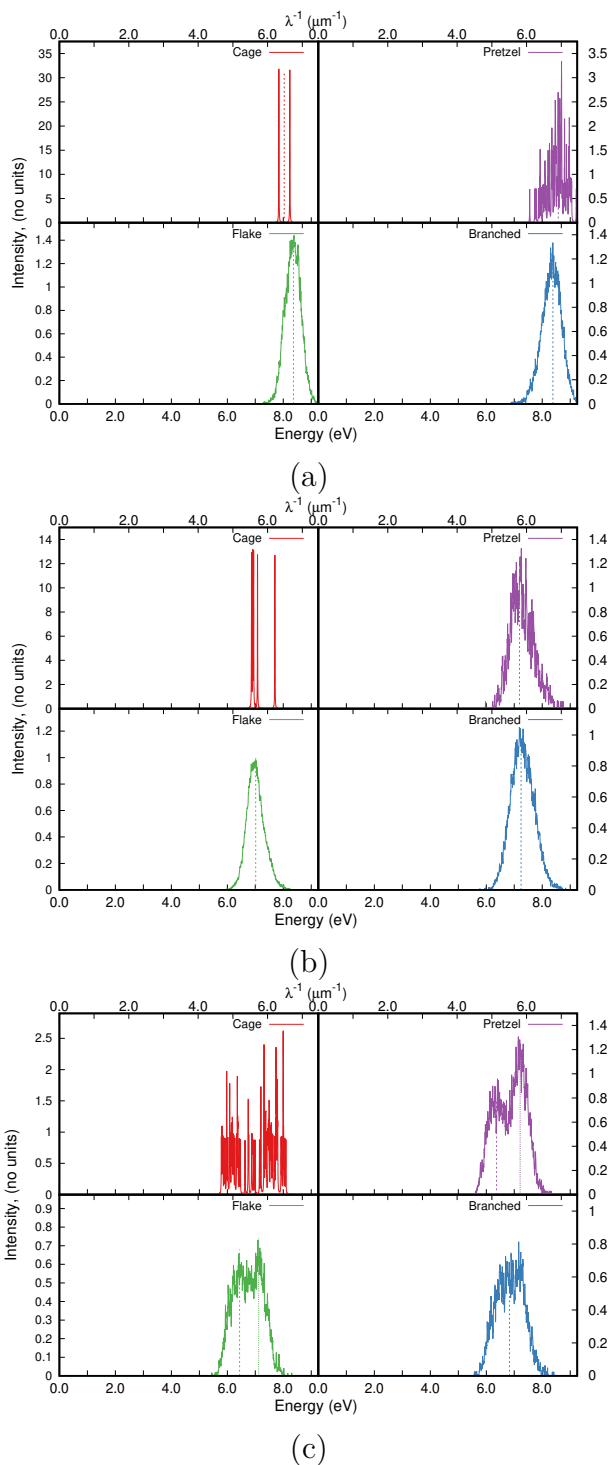 λ⁻¹ (μm⁻¹)
0.0 2.0 4.0 6.0 0.0 2.0 4.0 6.0
Cage
Pretzel
35
30
25
20
15
10
5
0
3.5
3
2.5
2
1.5
1
0.5
0
Intensity, (no units)
Flake
Branched
1.4
1.2
1
0.8
0.6
0.4
0.2
0
1.4
1.2
1
0.8
0.6
0.4
0.2
0
0.0 2.0 4.0 6.0 8.0 0.0 2.0 4.0 6.0 8.0
Energy (eV)
Energy (eV)
(a)
λ⁻¹ (μm⁻¹)
0.0 2.0 4.0 6.0 0.0 2.0 4.0 6.0
Cage
Pretzel
14
12
10
8
6
4
2
0
1.4
1.2
1
0.8
0.6
0.4
0.2
0
Intensity, (no units)
Flake
Branched
1.2
1
0.8
0.6
0.4
0.2
0
1
0.8
0.6
0.4
0.2
0
0.0 2.0 4.0 6.0 8.0 0.0 2.0 4.0 6.0 8.0
Energy (eV)
Energy (eV)
(b)
λ⁻¹ (μm⁻¹)
0.0 2.0 4.0 6.0 0.0 2.0 4.0 6.0
Cage
Pretzel
2.5
2
1.5
1
0.5
0
1.4
1.2
1
0.8
0.6
0.4
0.2
0
Intensity, (no units)
Flake
Branched
0.9
0.8
0.7
0.6
0.5
0.4
0.3
0.2
0.1
0
1
0.8
0.6
0.4
0.2
0
0.0 2.0 4.0 6.0 8.0 0.0 2.0 4.0 6.0 8.0
Energy (eV)
Energy (eV)
(c)